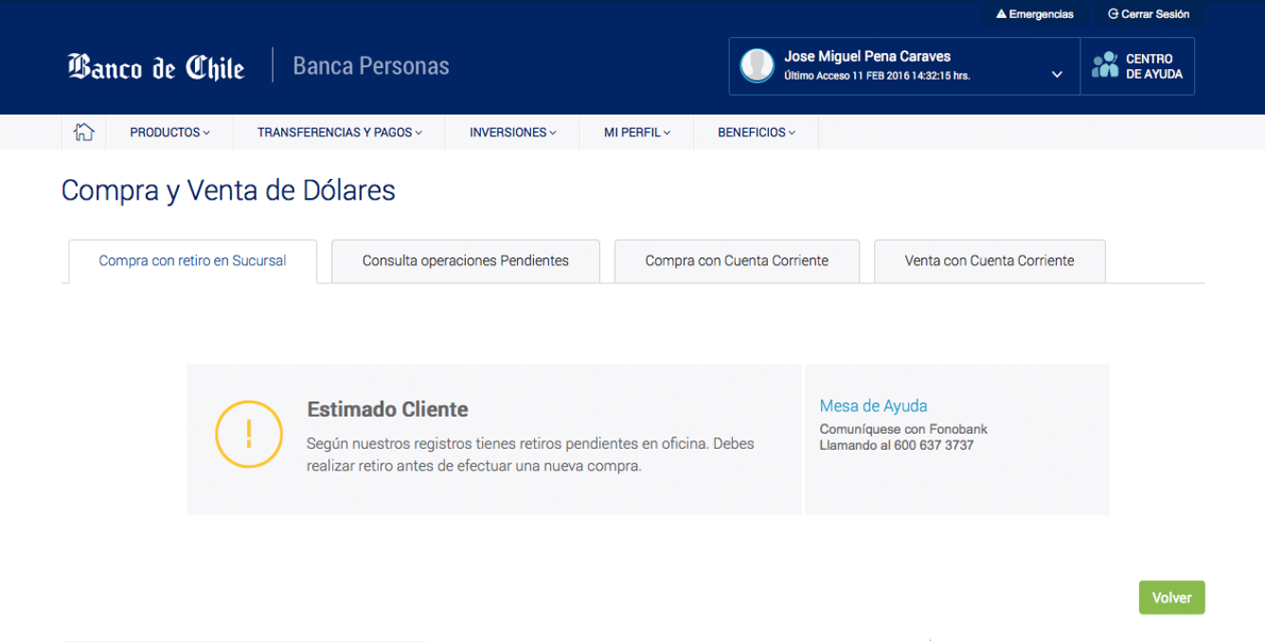 Emergencias
Cerrar Sesión
Banco de Chile
Banca Personas
Jose Miguel Pena Caraves
Último Acceso 11 FEB 2016 14:32:15 hrs.
CENTRO
DE AYUDA
PRODUCTOS
TRANSFERENCIAS Y PAGOS
INVERSIONES
MI PERFIL
BENEFICIOS
Compra y Venta de Dólares
Compra con retiro en Sucursal
Consulta operaciones Pendientes
Compra con Cuenta Corriente
Venta con Cuenta Corriente
Estimado Cliente
Según nuestros registros tienes retiros pendientes en oficina. Debes
realizar retiro antes de efectuar una nueva compra.
Mesa de Ayuda
Comuníquese con Fonobank
Llamando al 600 637 3737
Volver